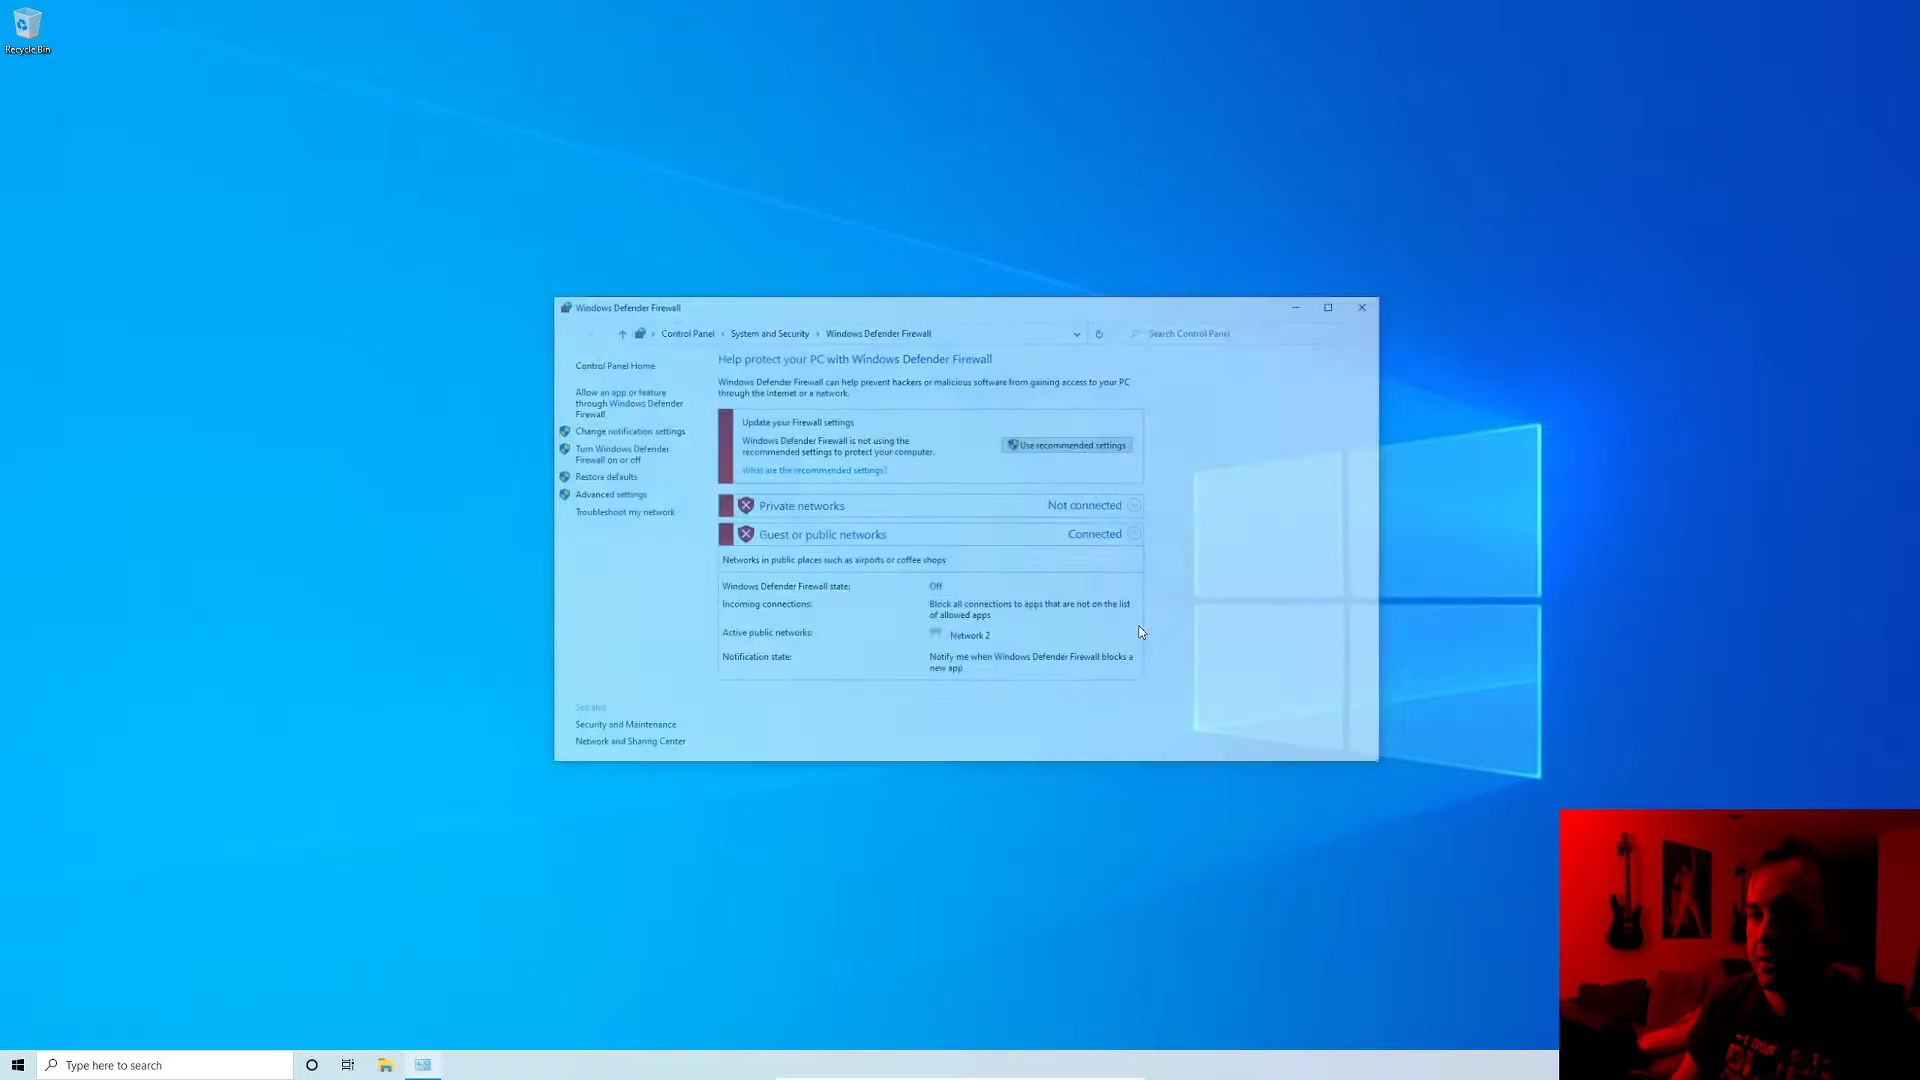 Recycle Bin
Windows Defender Firewall
Control Panel
System and Security
Windows Defender Firewall
Search Control Panel
Control Panel Home
Allow an app or feature
through Windows Defender
Firewall
Change notification settings
Turn Windows Defender
Firewall on or off
Restore defaults
Advanced settings
Troubleshoot my network
See also
Security and Maintenance
Network and Sharing Center
Help protect your PC with Windows Defender Firewall
Windows Defender Firewall can help prevent hackers or malicious software from gaining access to your PC
through the Internet or a network.
Update your Firewall settings
Windows Defender Firewall is not using the
recommended settings to protect your computer.
What are the recommended settings?
Use recommended settings
Private networks
Not connected
Guest or public networks
Connected
Networks in public places such as airports or coffee shops
Windows Defender Firewall state:
Off
Incoming connections:
Block all connections to apps that are not on the list
of allowed apps
Active public networks:
Network 2
Notification state:
Notify me when Windows Defender Firewall blocks a
new app
Type here to search
I DON'T GET